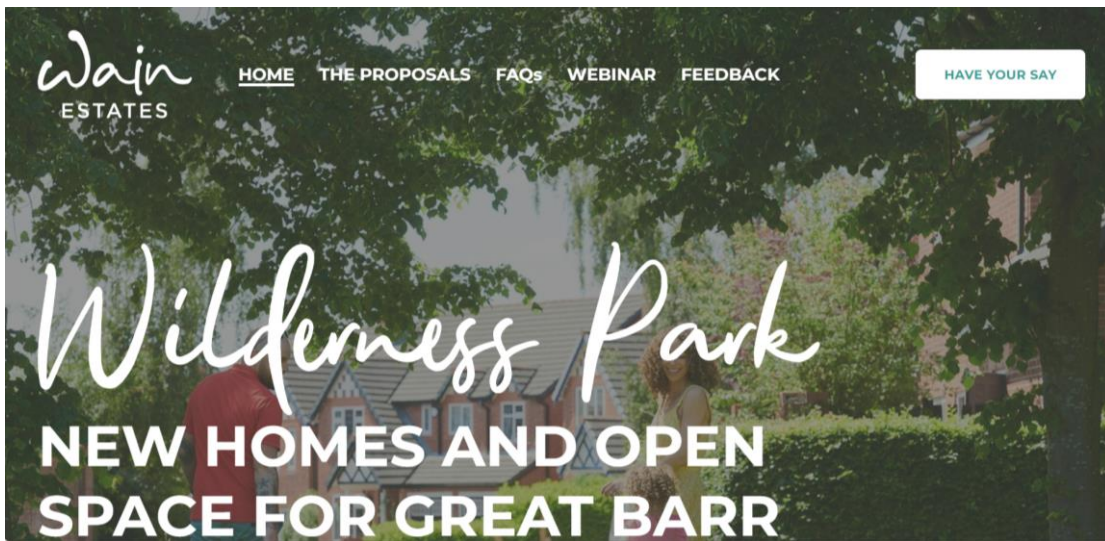 Wain
ESTATES
HOME THE PROPOSALS FAQs WEBINAR FEEDBACK
HAVE YOUR SAY
Wilderness Park
NEW HOMES AND OPEN
SPACE FOR GREAT BARR